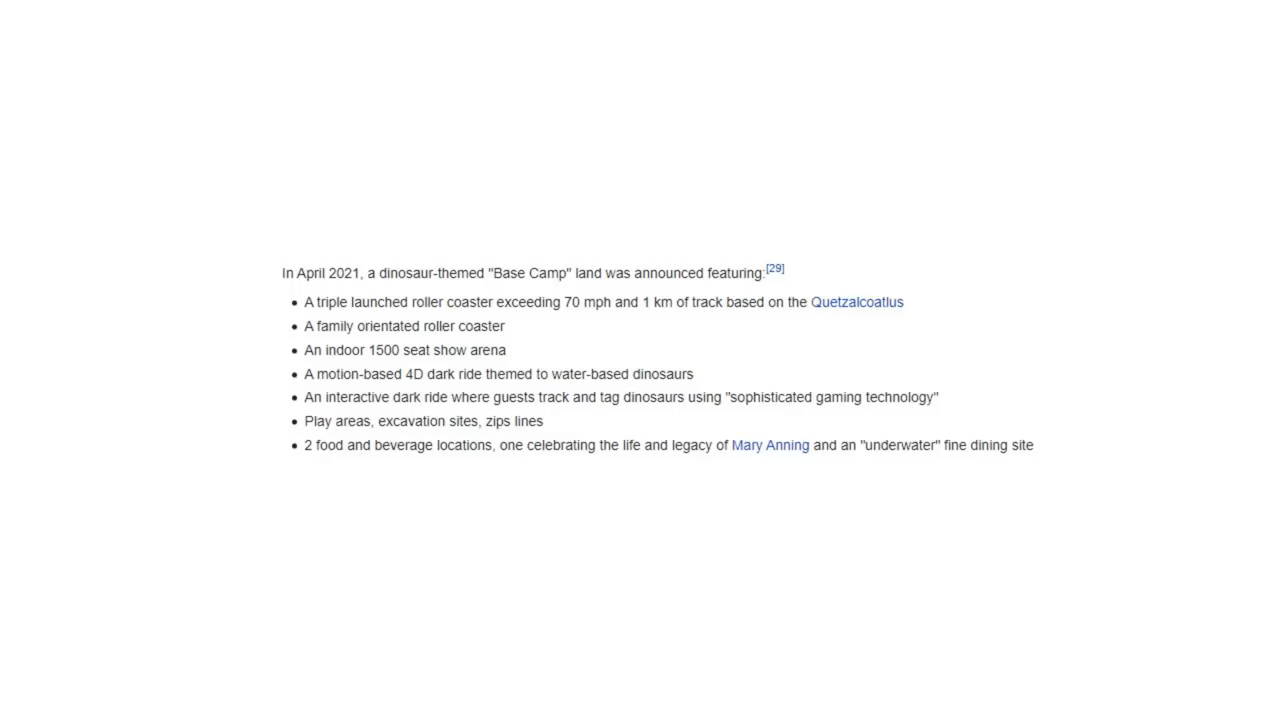 In April 2021, a dinosaur-themed "Base Camp" land was announced featuring:[29]
• A triple launched roller coaster exceeding 70 mph and 1 km of track based on the Quetzalcoatlus
• A family orientated roller coaster
• An indoor 1500 seat show arena
• A motion-based 4D dark ride themed to water-based dinosaurs
• An interactive dark ride where guests track and tag dinosaurs using "sophisticated gaming technology"
• Play areas, excavation sites, zips lines
• 2 food and beverage locations, one celebrating the life and legacy of Mary Anning and an "underwater" fine dining site